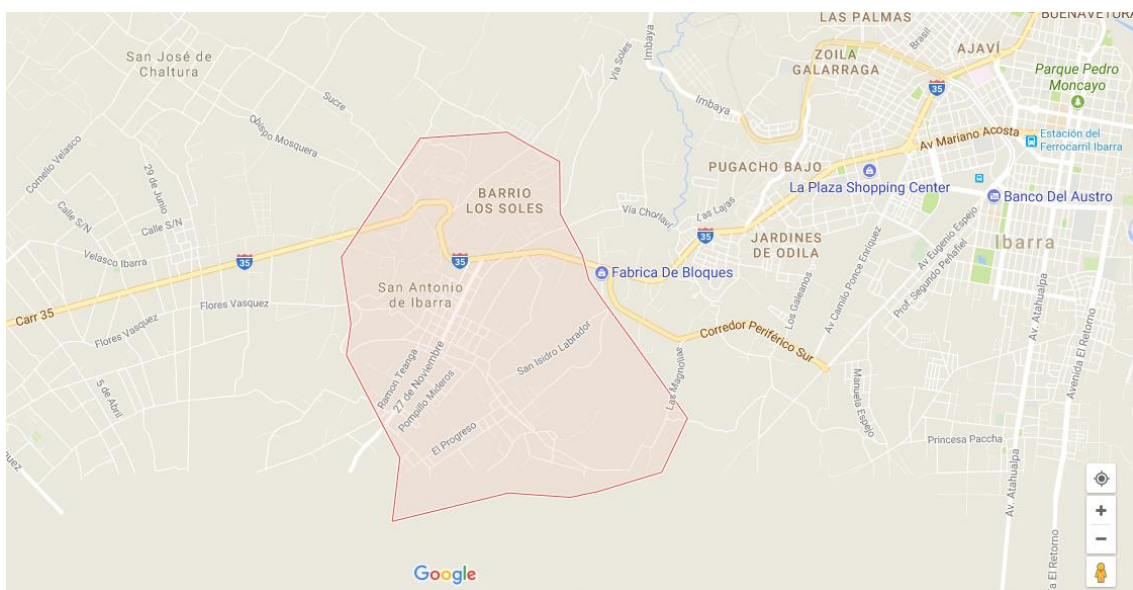 LAS PALMAS
BUENAVETURA
San José de
Chaltura
Vía Soles
Imbaya
Brasil
AJAVÍ
ZOILA
GALARRAGA
Parque Pedro
Moncayo
35
Sucre
Imbaya
Obispo Mosquera
Av Mariano Acosta
Estación del
Ferrocarril Ibarra
Cornelio Velasco
29 de Junio
PUGACHO BAJO
La Plaza Shopping Center
BARRIO
LOS SOLES
Banco Del Austro
Calle S/N
Calle S/N
Vía Chorlaví
Las Lajas
35
JARDINES
DE ODILA
Av Eugenio Espejo
Ibarra
Velasco Ibarra
35
35
Fabrica De Bloques
Prof. Segundo Peñafiel
Av Camilo Ponce Enríquez
San Antonio
de Ibarra
Flores Vasquez
Los Galeanos
Av. Atahualpa
Carr 35
Flores Vasquez
Corredor Periférico Sur
Avenida El Retorno
San Isidro Labrador
Ramon Teanga
27 de Noviembre
Pompillo Mideros
Las Magnolias
5 de Abril
Manuela Espejo
El Progreso
Princesa Paccha
quez
Av. Atahualpa
a El Retorno
+
−
Google